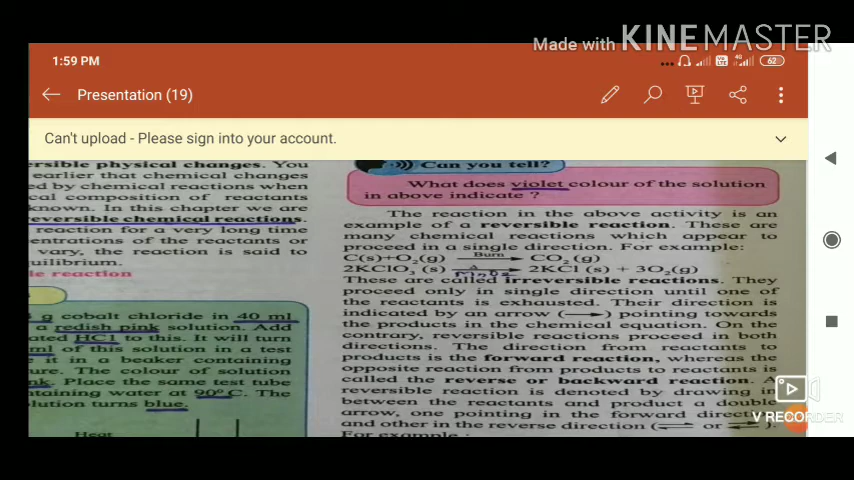 Made with KINEMASTER
1:59 PM
62
Presentation (19)
Can't upload - Please sign into your account.
ersible physical changes. You
earlier that chemical changes
ed by chemical reactions when
cal composition of reactants
known. In this chapter we are
eversible chemical reactions.
reaction for a very long time
entrations of the reactants or
vary, the reaction is said to
uilibrium.
le reaction
g cobalt chloride in 40 ml
a redish pink solution. Add
ated HCl to this. It will turn
ml of this solution in a test
it in a beaker containing
ure. The colour of solution
nk. Place the same test tube
ntaining water at 90° C. The
lution turns blue.
Heat
Can you tell?
What does violet colour of the solution
in above indicate ?
The reaction in the above activity is an
example of a reversible reaction. There are
many chemical reactions which appear to
proceed in a single direction. For example:
C(s)+O₂(g) Burn⟶ CO₂(g)
2KClO₃ (s) Δ⟶ 2KCl (s) + 3O₂(g)
These are called irreversible reactions. They
proceed only in single direction until one of
the reactants is exhausted. Their direction is
indicated by an arrow (⟶) pointing towards
the products in the chemical equation. On the
contrary, reversible reactions proceed in both
directions. The direction from reactants to
products is the forward reaction, whereas the
opposite reaction from products to reactants is
called the reverse or backward reaction. A
reversible reaction is denoted by drawing in
between the reactants and product a double
arrow, one pointing in the forward direction
and other in the reverse direction (⇌ or ⇄).
For example :
V RECORDER